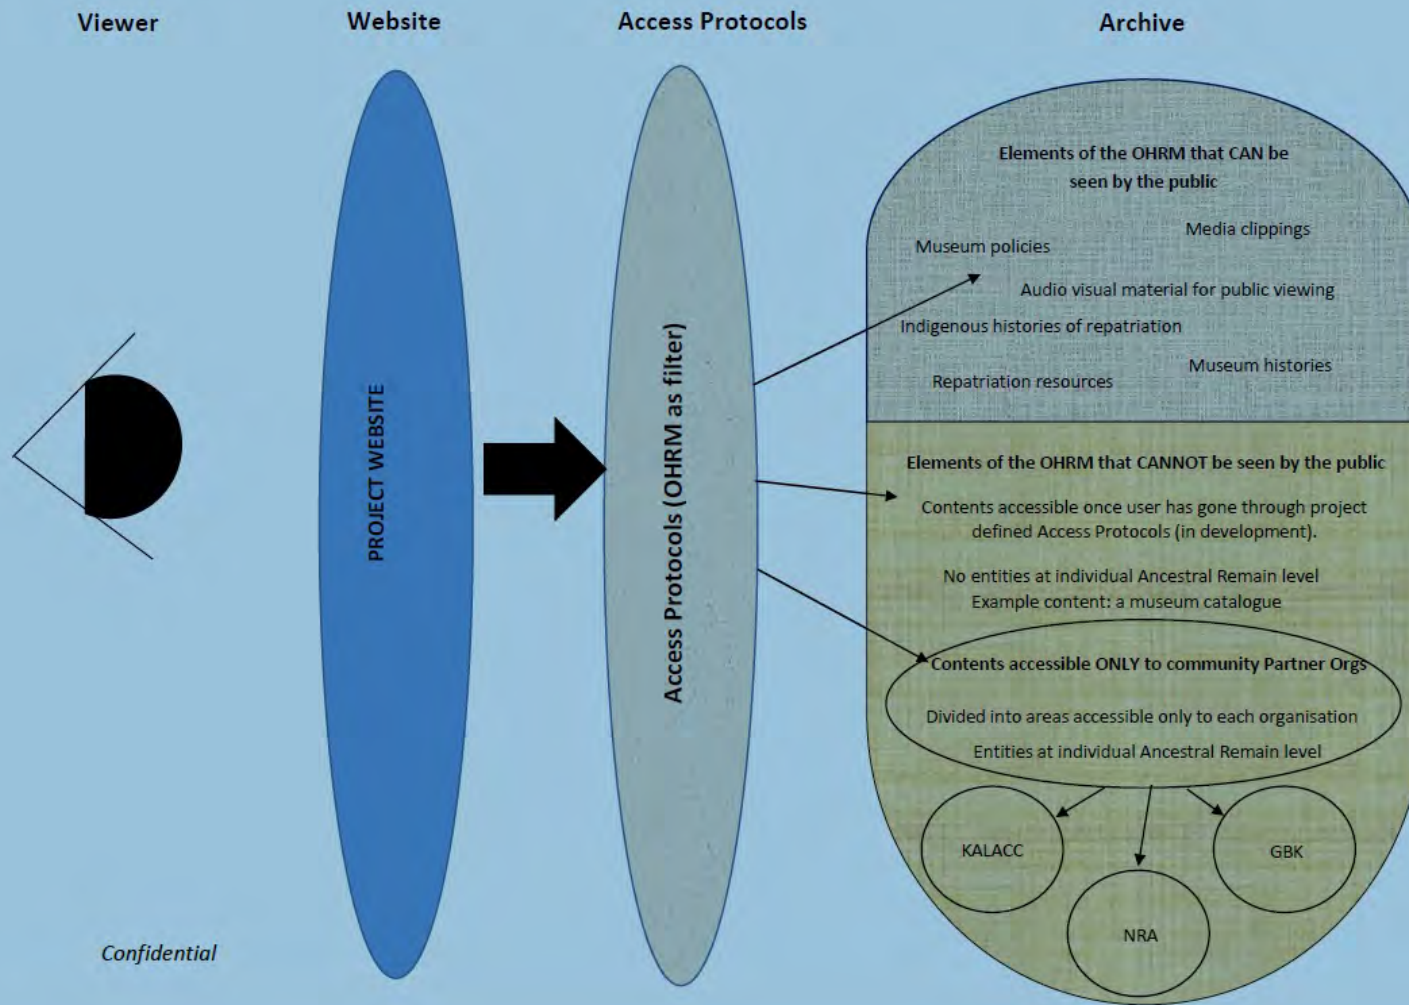 Viewer
Website
Access Protocols
Archive
PROJECT WEBSITE
Access Protocols (OHRM as filter)
Elements of the OHRM that CAN be
seen by the public
Media clippings
Museum policies
Audio visual material for public viewing
Indigenous histories of repatriation
Museum histories
Repatriation resources
Elements of the OHRM that CANNOT be seen by the public
Contents accessible once user has gone through project
defined Access Protocols (in development).
No entities at individual Ancestral Remain level
Example content: a museum catalogue
Contents accessible ONLY to community Partner Orgs
Divided into areas accessible only to each organisation
Entities at individual Ancestral Remain level
KALACC
GBK
NRA
Confidential